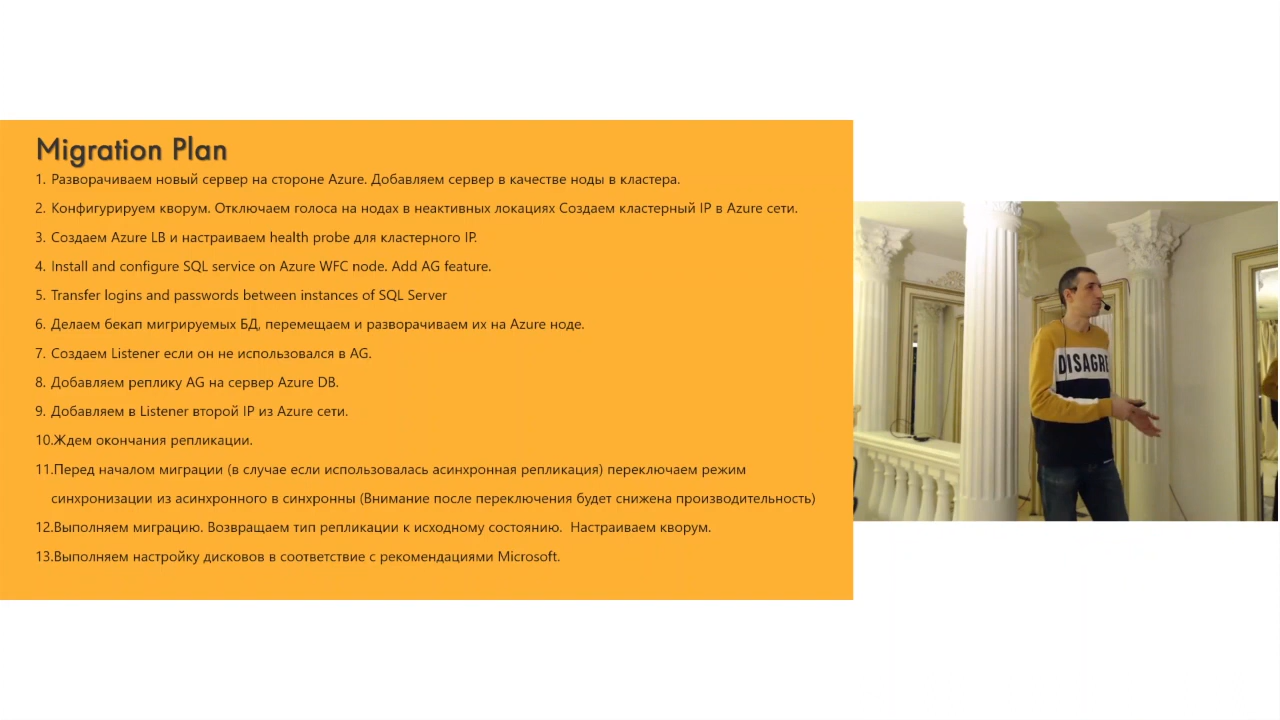 Migration Plan
1. Разворачиваем новый сервер на стороне Azure. Добавляем сервер в качестве ноды в кластера.
2. Конфигурируем кворум. Отключаем голоса на нодах в неактивных локациях Создаем кластерный IP в Azure сети.
3. Создаем Azure LB и настраиваем health probe для кластерного IP.
4. Install and configure SQL service on Azure WFC node. Add AG feature.
5. Transfer logins and passwords between instances of SQL Server
6. Делаем бекап мигрируемых БД, перемещаем и разворачиваем их на Azure ноде.
7. Создаем Listener если он не использовался в AG.
8. Добавляем реплику AG на сервер Azure DB.
9. Добавляем в Listener второй IP из Azure сети.
10.Ждем окончания репликации.
11.Перед началом миграции (в случае если использовалась асинхронная репликация) переключаем режим
синхронизации из асинхронного в синхронны (Внимание после переключения будет снижена производительность)
12.Выполняем миграцию. Возвращаем тип репликации к исходному состоянию. Настраиваем кворум.
13.Выполняем настройку дисковов в соответствие с рекомендациями Microsoft.
DISAGRE